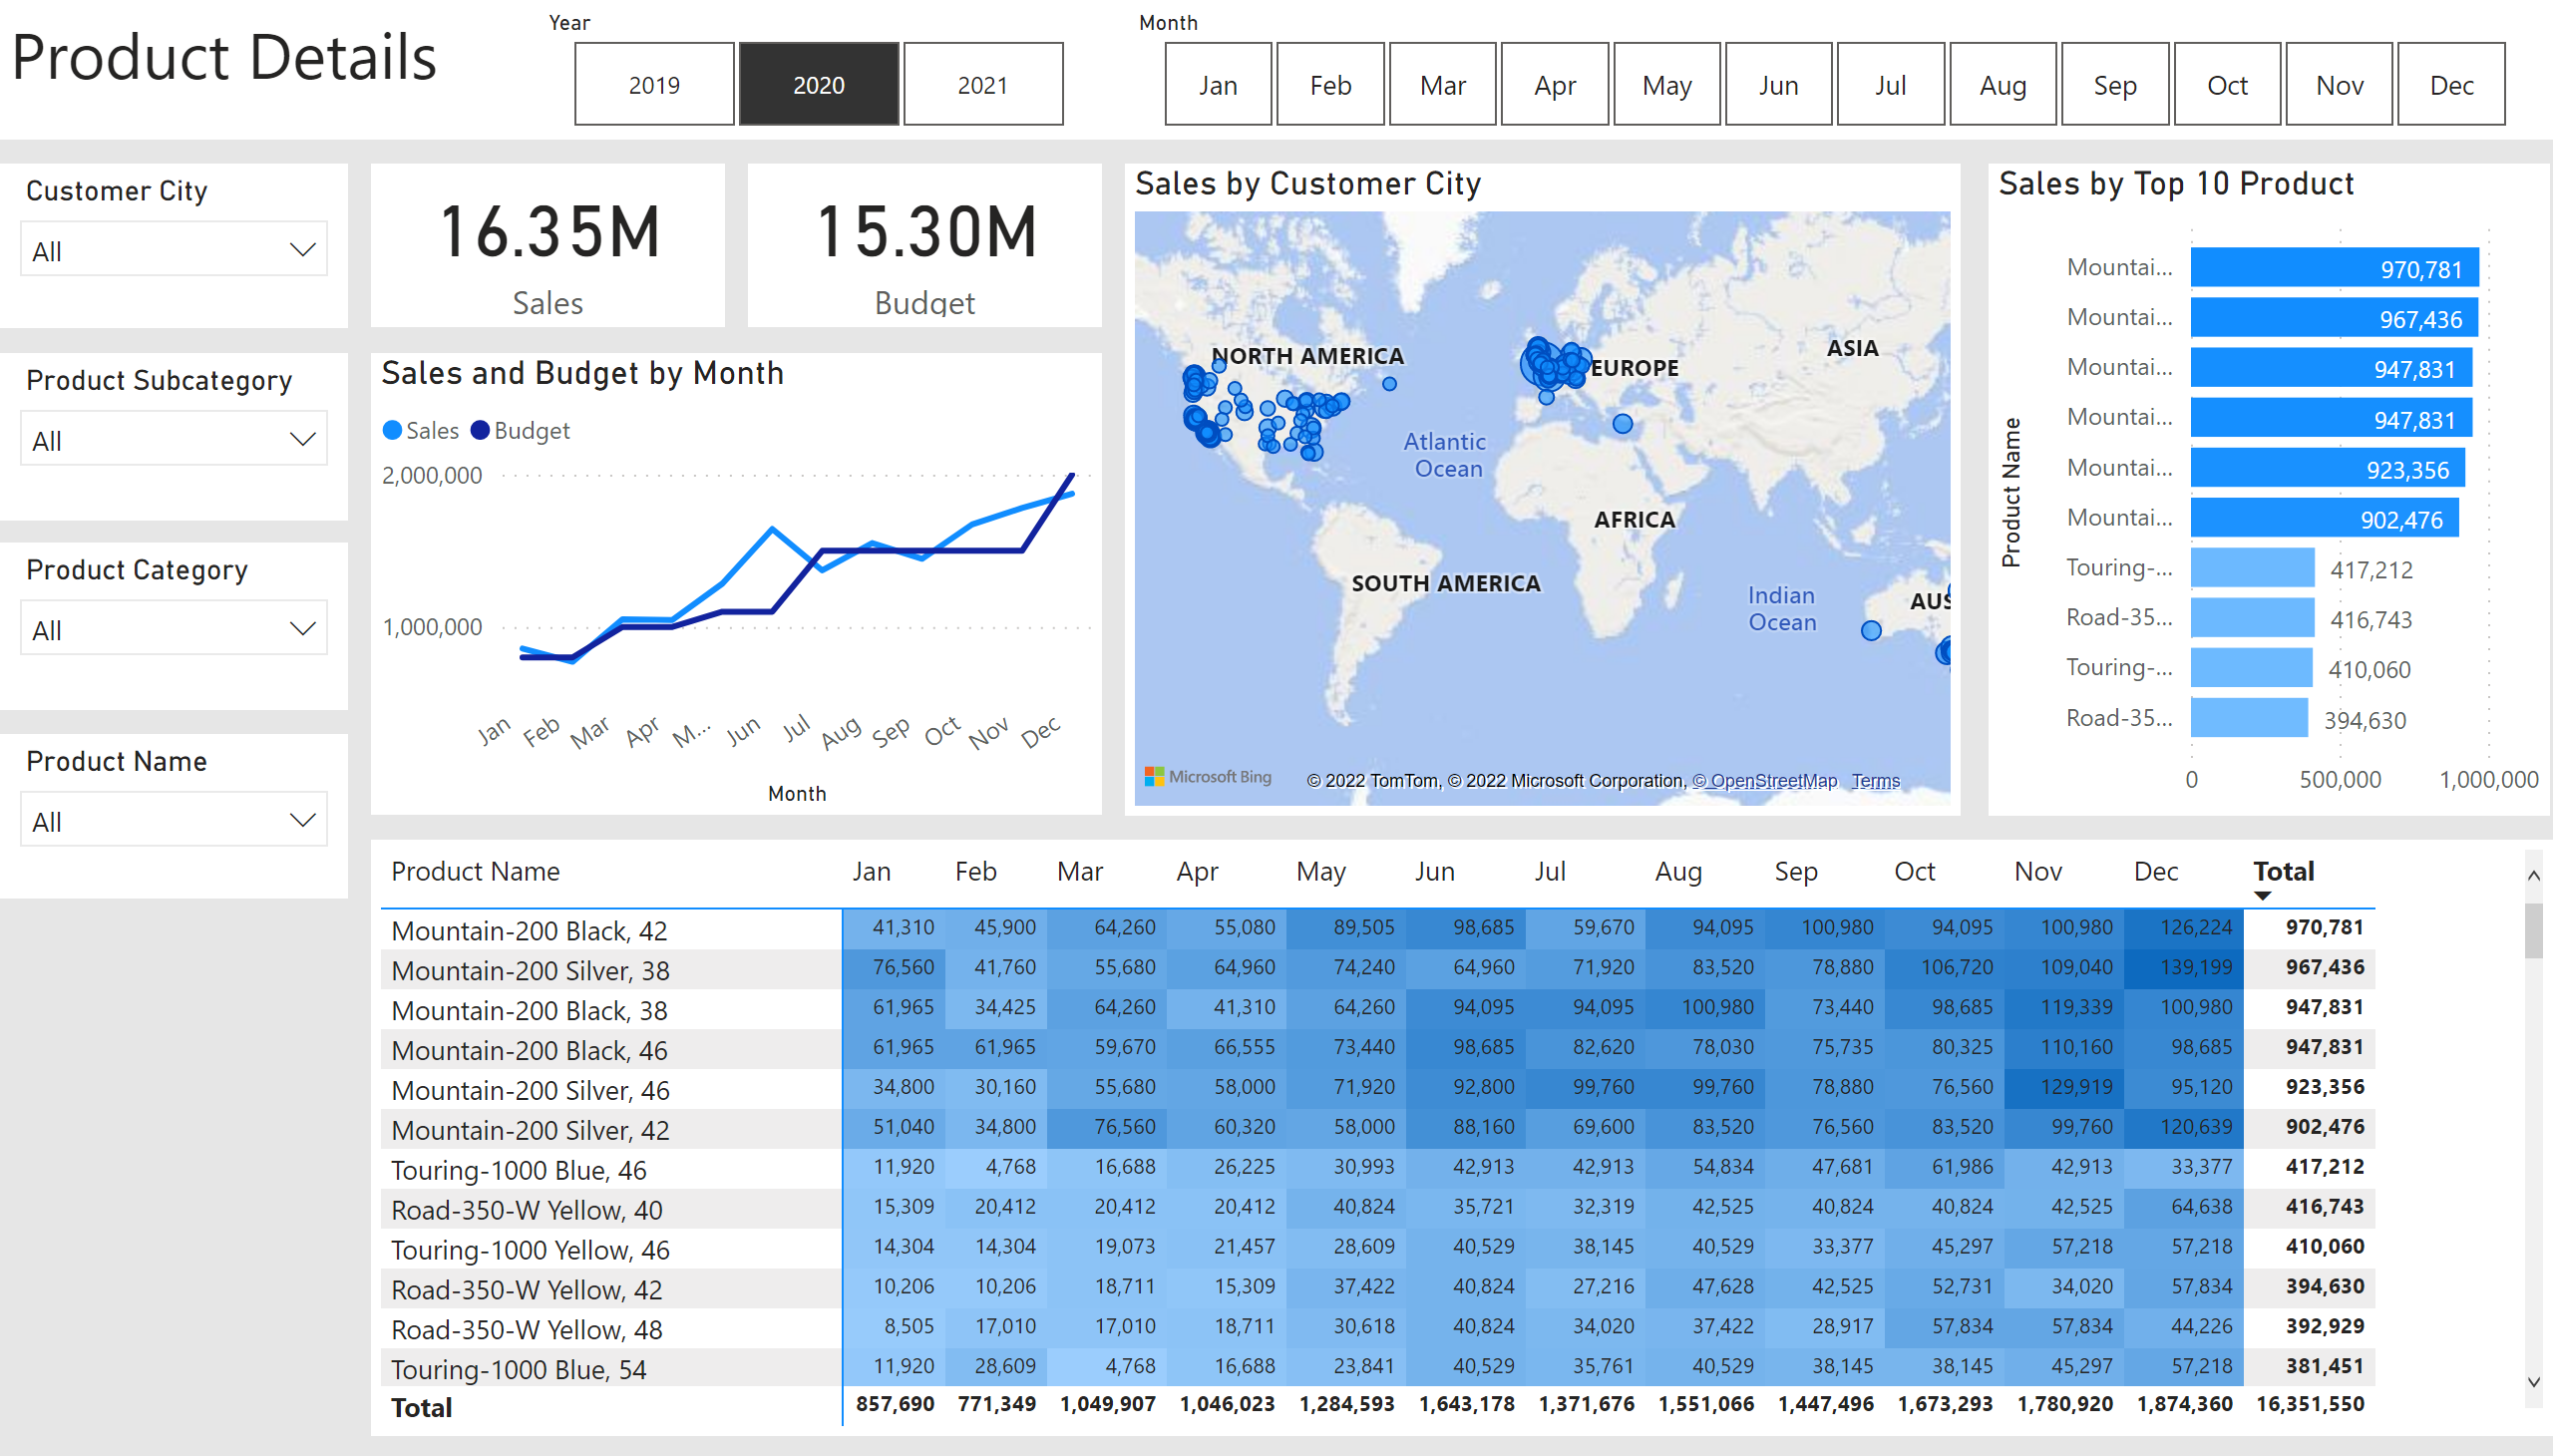 Product Details
Year
2019 2020 2021
Month
Jan Feb Mar Apr May Jun Jul Aug Sep Oct Nov Dec
Customer City
All
Product Subcategory
All
Product Category
All
Product Name
All
16.35M
Sales
15.30M
Budget
Sales and Budget by Month
Sales Budget
2,000,000
1,000,000
Jan Feb Mar Apr M... Jun Jul Aug Sep Oct Nov Dec
Month
Sales by Customer City
NORTH AMERICA
EUROPE
ASIA
Atlantic
Ocean
AFRICA
SOUTH AMERICA
Indian
Ocean
AUS
Microsoft Bing
© 2022 TomTom, © 2022 Microsoft Corporation, © OpenStreetMap Terms
Sales by Top 10 Product
Product Name
Mountai... 970,781
Mountai... 967,436
Mountai... 947,831
Mountai... 947,831
Mountai... 923,356
Mountai... 902,476
Touring-... 417,212
Road-35... 416,743
Touring-... 410,060
Road-35... 394,630
0 500,000 1,000,000
Product Name Jan Feb Mar Apr May Jun Jul Aug Sep Oct Nov Dec Total
Mountain-200 Black, 42 41,310 45,900 64,260 55,080 89,505 98,685 59,670 94,095 100,980 94,095 100,980 126,224 970,781
Mountain-200 Silver, 38 76,560 41,760 55,680 64,960 74,240 64,960 71,920 83,520 78,880 106,720 109,040 139,199 967,436
Mountain-200 Black, 38 61,965 34,425 64,260 41,310 64,260 94,095 94,095 100,980 73,440 98,685 119,339 100,980 947,831
Mountain-200 Black, 46 61,965 61,965 59,670 66,555 73,440 98,685 82,620 78,030 75,735 80,325 110,160 98,685 947,831
Mountain-200 Silver, 46 34,800 30,160 55,680 58,000 71,920 92,800 99,760 99,760 78,880 76,560 129,919 95,120 923,356
Mountain-200 Silver, 42 51,040 34,800 76,560 60,320 58,000 88,160 69,600 83,520 76,560 83,520 99,760 120,639 902,476
Touring-1000 Blue, 46 11,920 4,768 16,688 26,225 30,993 42,913 42,913 54,834 47,681 61,986 42,913 33,377 417,212
Road-350-W Yellow, 40 15,309 20,412 20,412 20,412 40,824 35,721 32,319 42,525 40,824 40,824 42,525 64,638 416,743
Touring-1000 Yellow, 46 14,304 14,304 19,073 21,457 28,609 40,529 38,145 40,529 33,377 45,297 57,218 57,218 410,060
Road-350-W Yellow, 42 10,206 10,206 18,711 15,309 37,422 40,824 27,216 47,628 42,525 52,731 34,020 57,834 394,630
Road-350-W Yellow, 48 8,505 17,010 17,010 18,711 30,618 40,824 34,020 37,422 28,917 57,834 57,834 44,226 392,929
Touring-1000 Blue, 54 11,920 28,609 4,768 16,688 23,841 40,529 35,761 40,529 38,145 38,145 45,297 57,218 381,451
Total 857,690 771,349 1,049,907 1,046,023 1,284,593 1,643,178 1,371,676 1,551,066 1,447,496 1,673,293 1,780,920 1,874,360 16,351,550